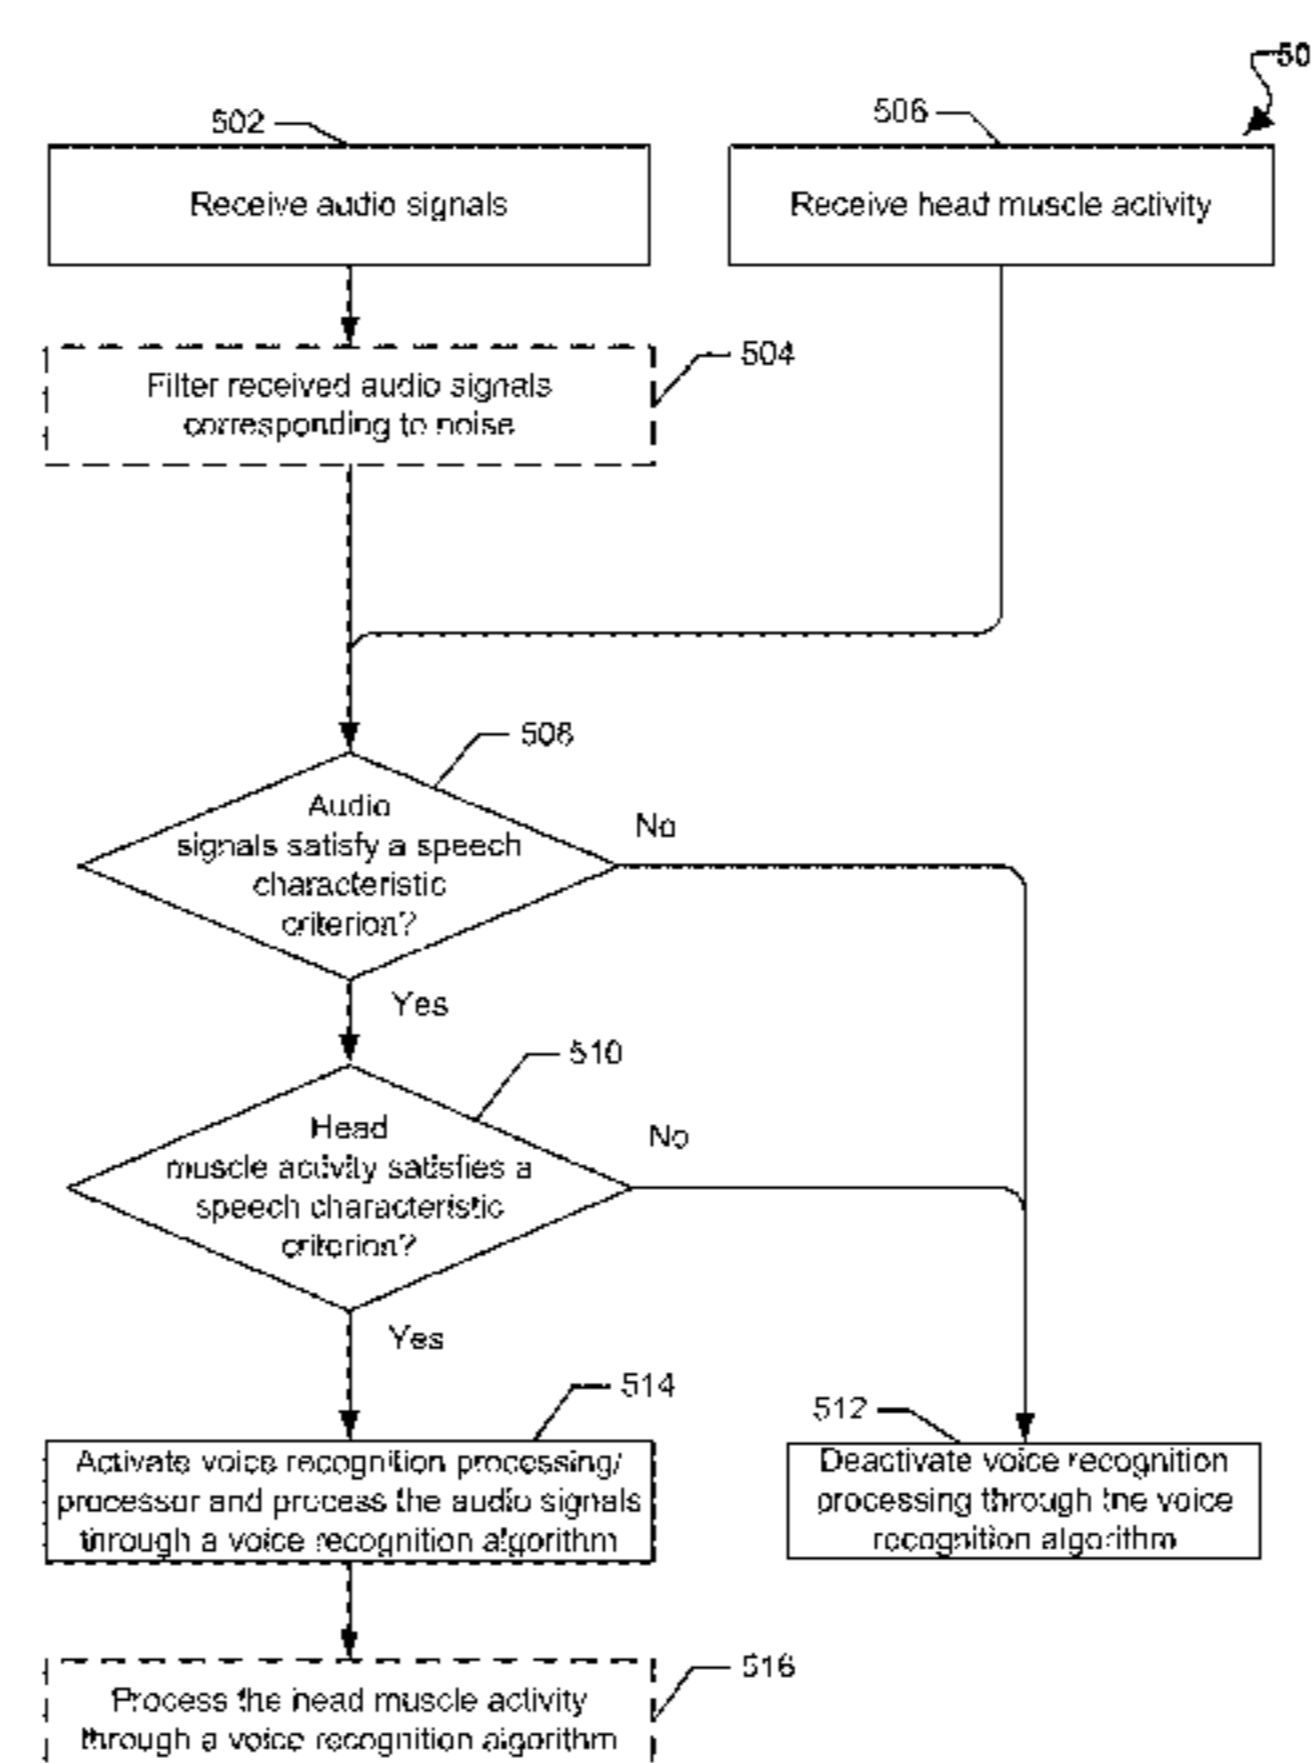 50
502
506
Receive audio signals
Receive head muscle activity
504
Filter received audio signals
corresponding to noise
508
Audio
signals satisfy a speech
characteristic
criterion?
No
Yes
510
Head
muscle activity satisfies a
speech characteristic
criterion?
No
Yes
514
Activate voice recognition processing/
processor and process the audio signals
through a voice recognition algorithm
512
Deactivate voice recognition
processing through the voice
recognition algorithm
516
Process the head muscle activity
through a voice recognition algorithm